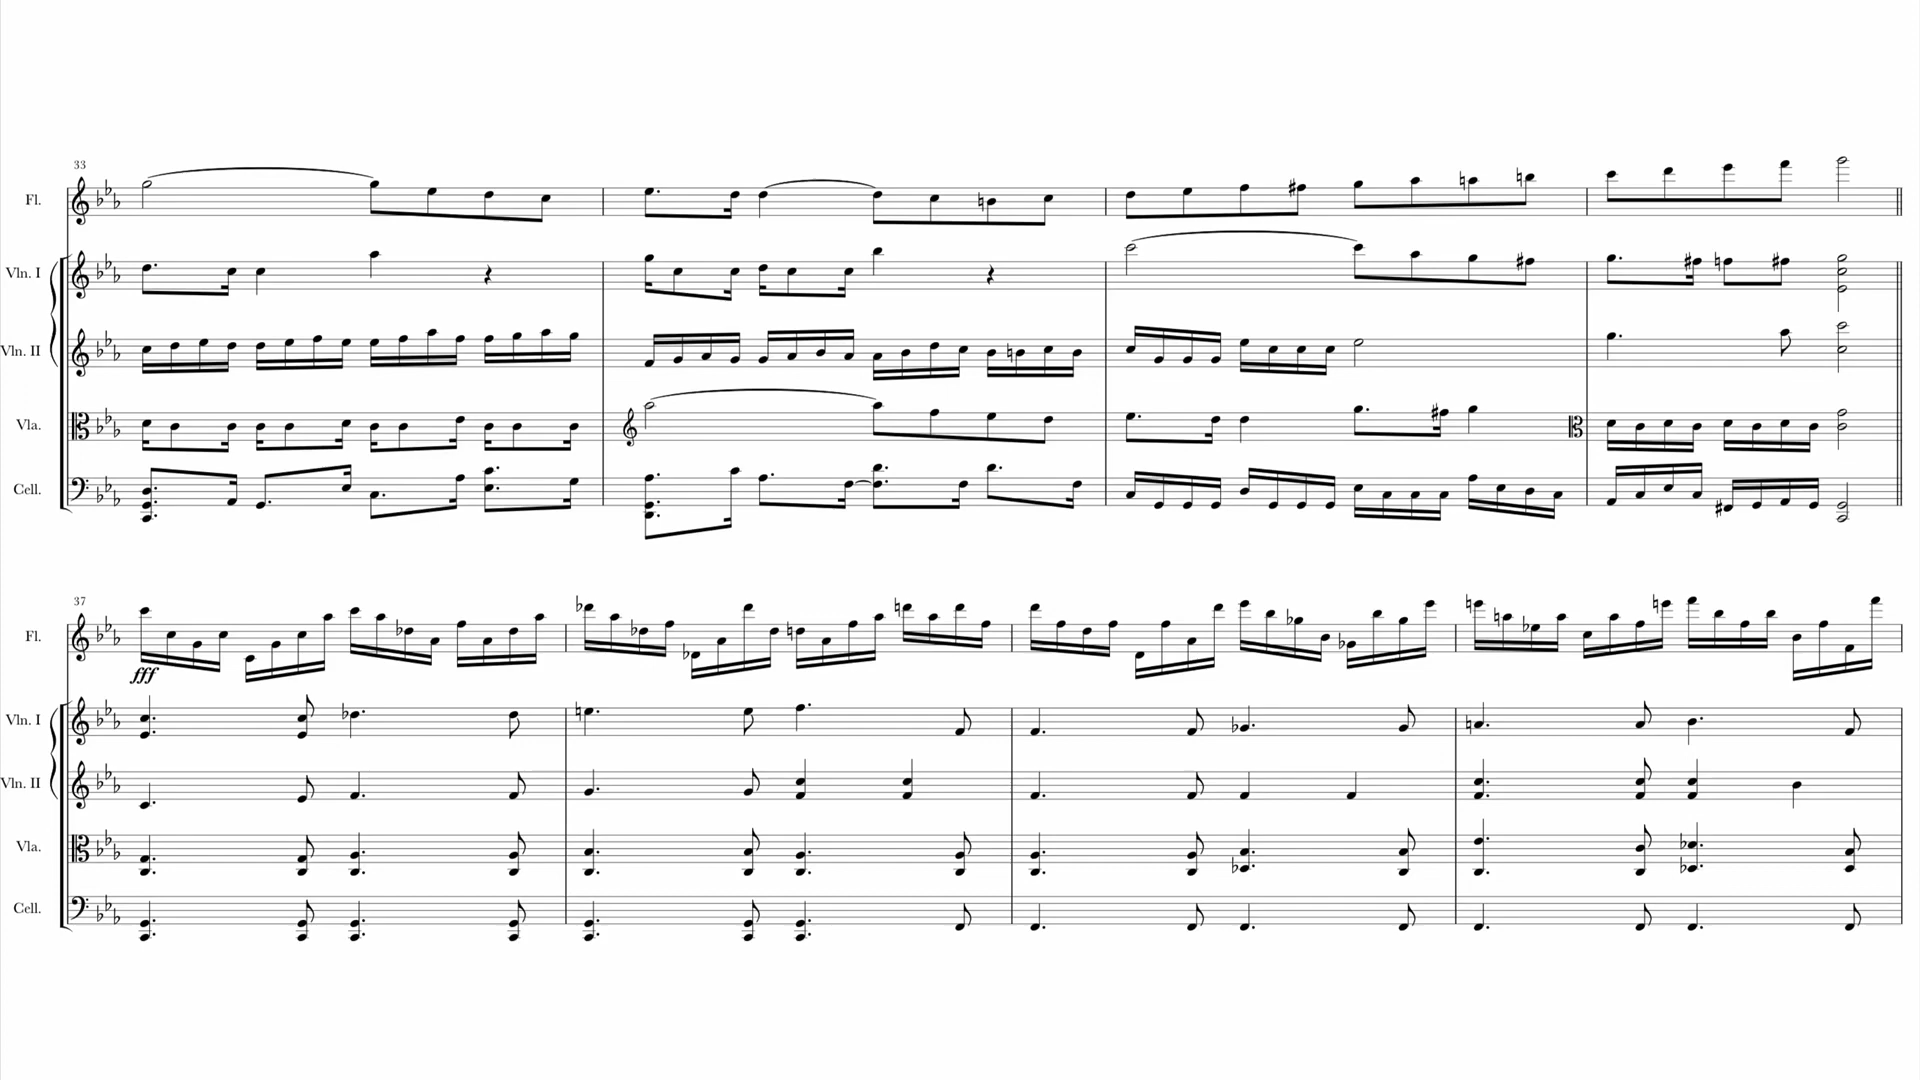 33
Fl.
Vln. I
Vln. II
Vla.
Cell.
37
Fl.
fff
Vln. I
Vln. II
Vla.
Cell.